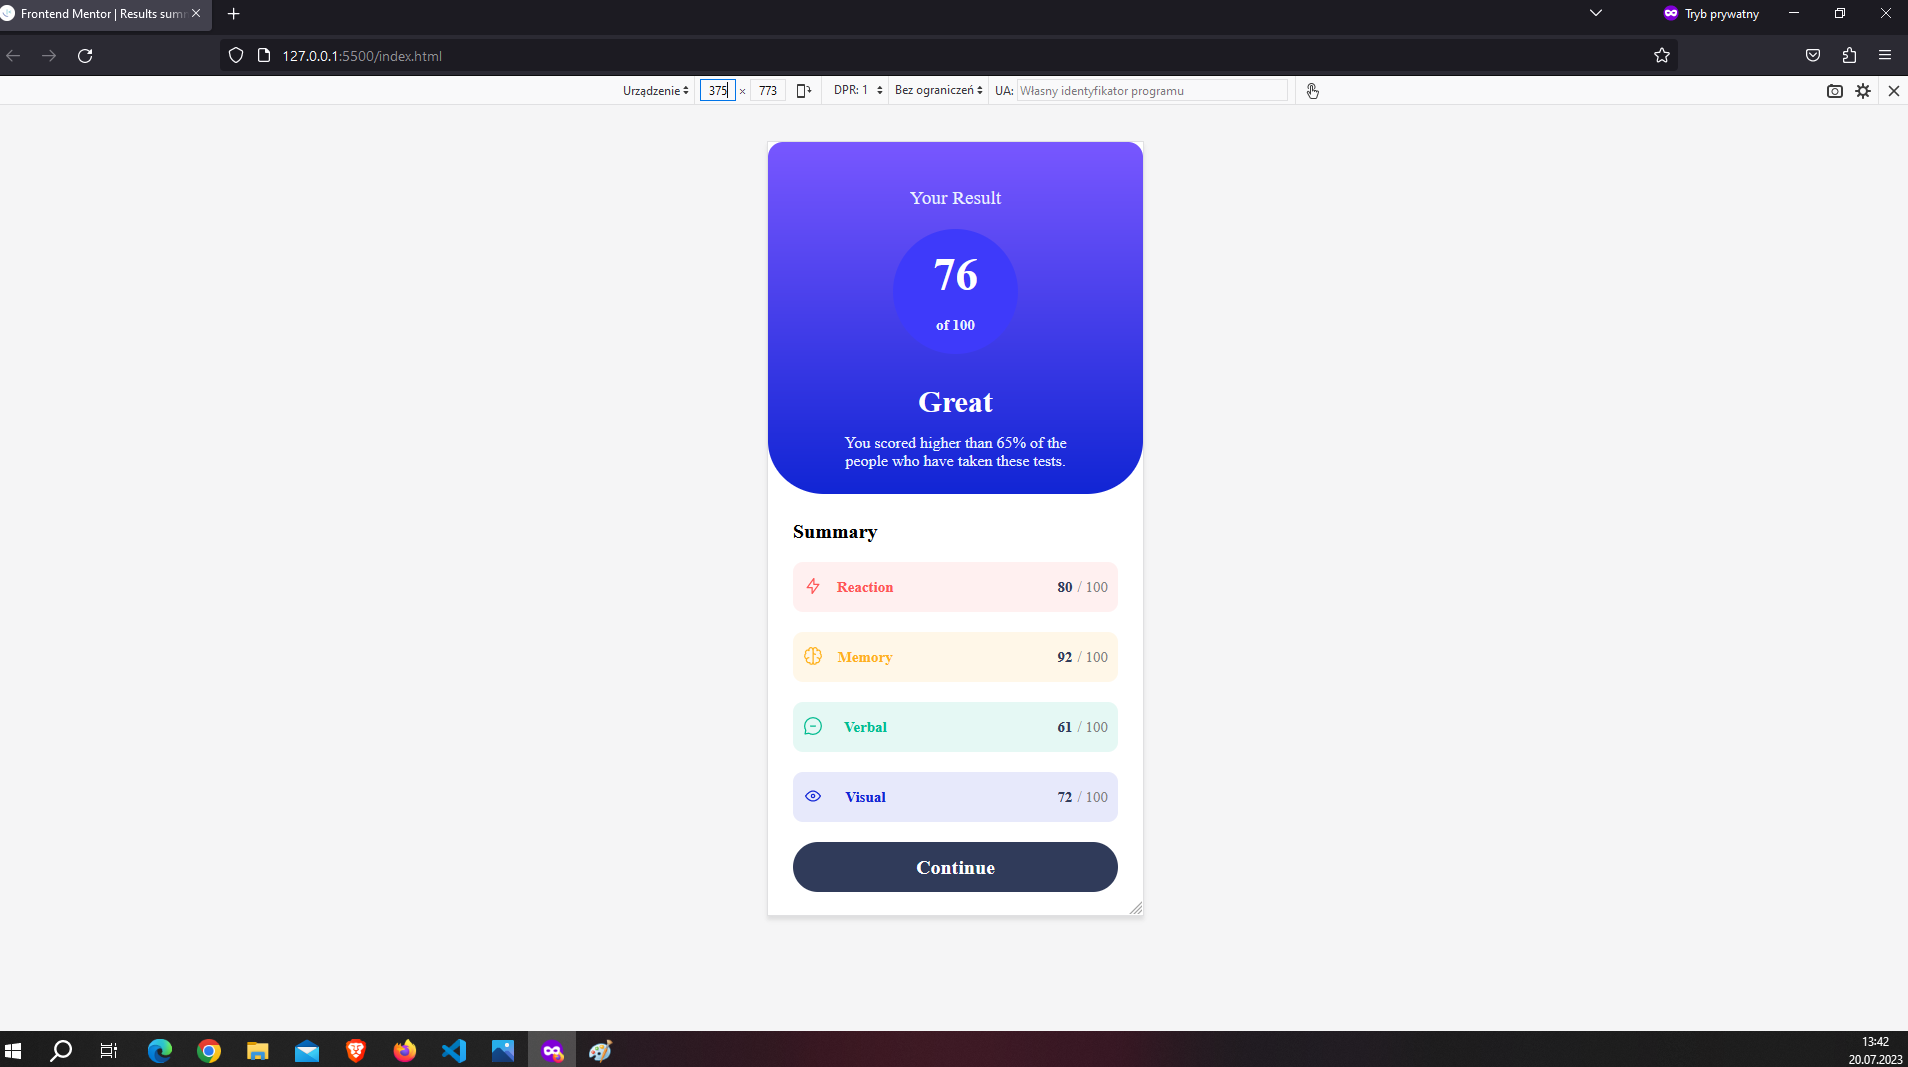 Frontend Mentor | Results sum
Tryb prywatny
127.0.0.1:5500/index.html
Urządzenie 375 × 773 DPR: 1 Bez ograniczeń UA: Własny identyfikator programu
Your Result
76
of 100
Great
You scored higher than 65% of the
people who have taken these tests.
Summary
Reaction 80 / 100
Memory 92 / 100
Verbal 61 / 100
Visual 72 / 100
Continue
13:42
20.07.2023